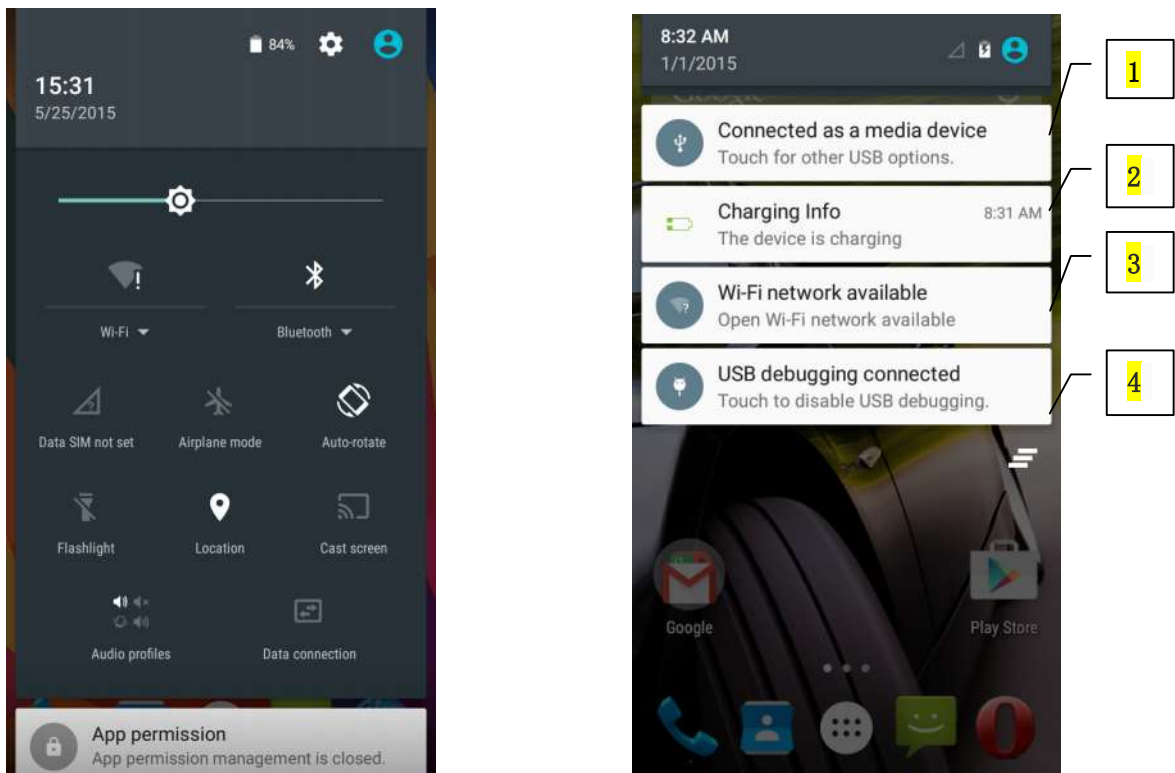 84%
15:31
5/25/2015
Wi-Fi
Bluetooth
Data SIM not set
Airplane mode
Auto-rotate
Flashlight
Location
Cast screen
Audio profiles
Data connection
App permission
App permission management is closed.
8:32 AM
1/1/2015
Google
Connected as a media device
Touch for other USB options.
Charging Info
8:31 AM
The device is charging
Wi-Fi network available
Open Wi-Fi network available
USB debugging connected
Touch to disable USB debugging.
Google
Play Store
1
2
3
4